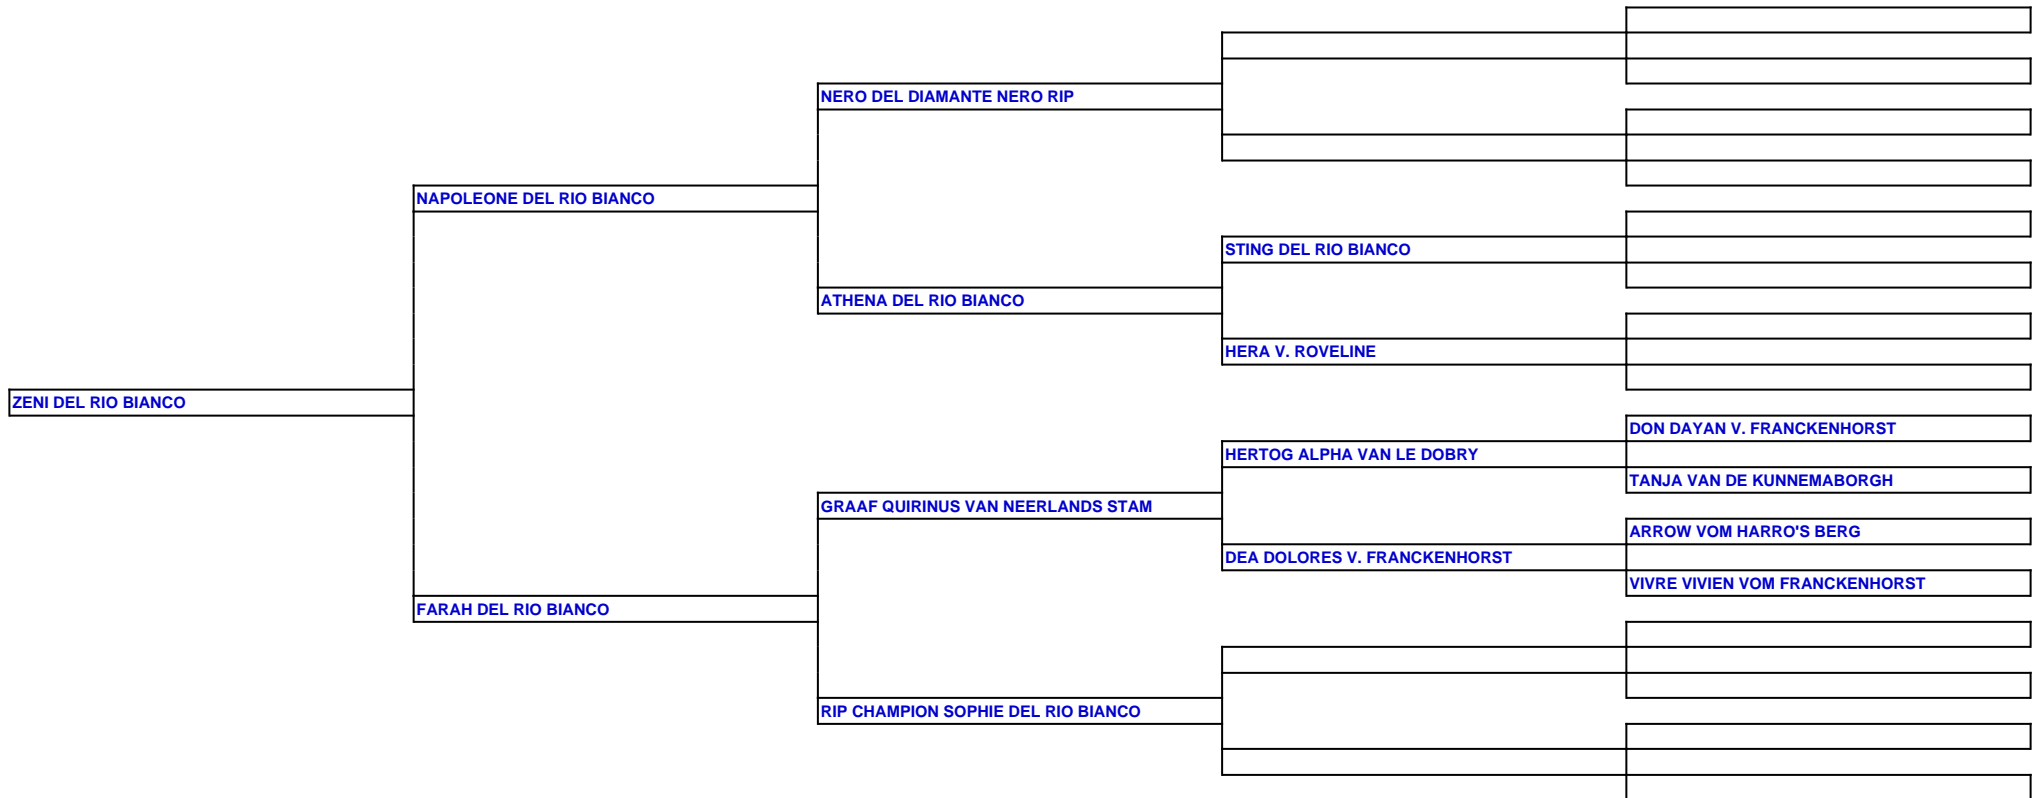 NERO DEL DIAMANTE NERO RIP
NAPOLEONE DEL RIO BIANCO
STING DEL RIO BIANCO
ATHENA DEL RIO BIANCO
HERA V. ROVELINE
ZENI DEL RIO BIANCO
DON DAYAN V. FRANCKENHORST
HERTOG ALPHA VAN LE DOBRY
TANJA VAN DE KUNNEMABORGH
GRAAF QUIRINUS VAN NEERLANDS STAM
ARROW VOM HARRO'S BERG
DEA DOLORES V. FRANCKENHORST
VIVRE VIVIEN VOM FRANCKENHORST
FARAH DEL RIO BIANCO
RIP CHAMPION SOPHIE DEL RIO BIANCO